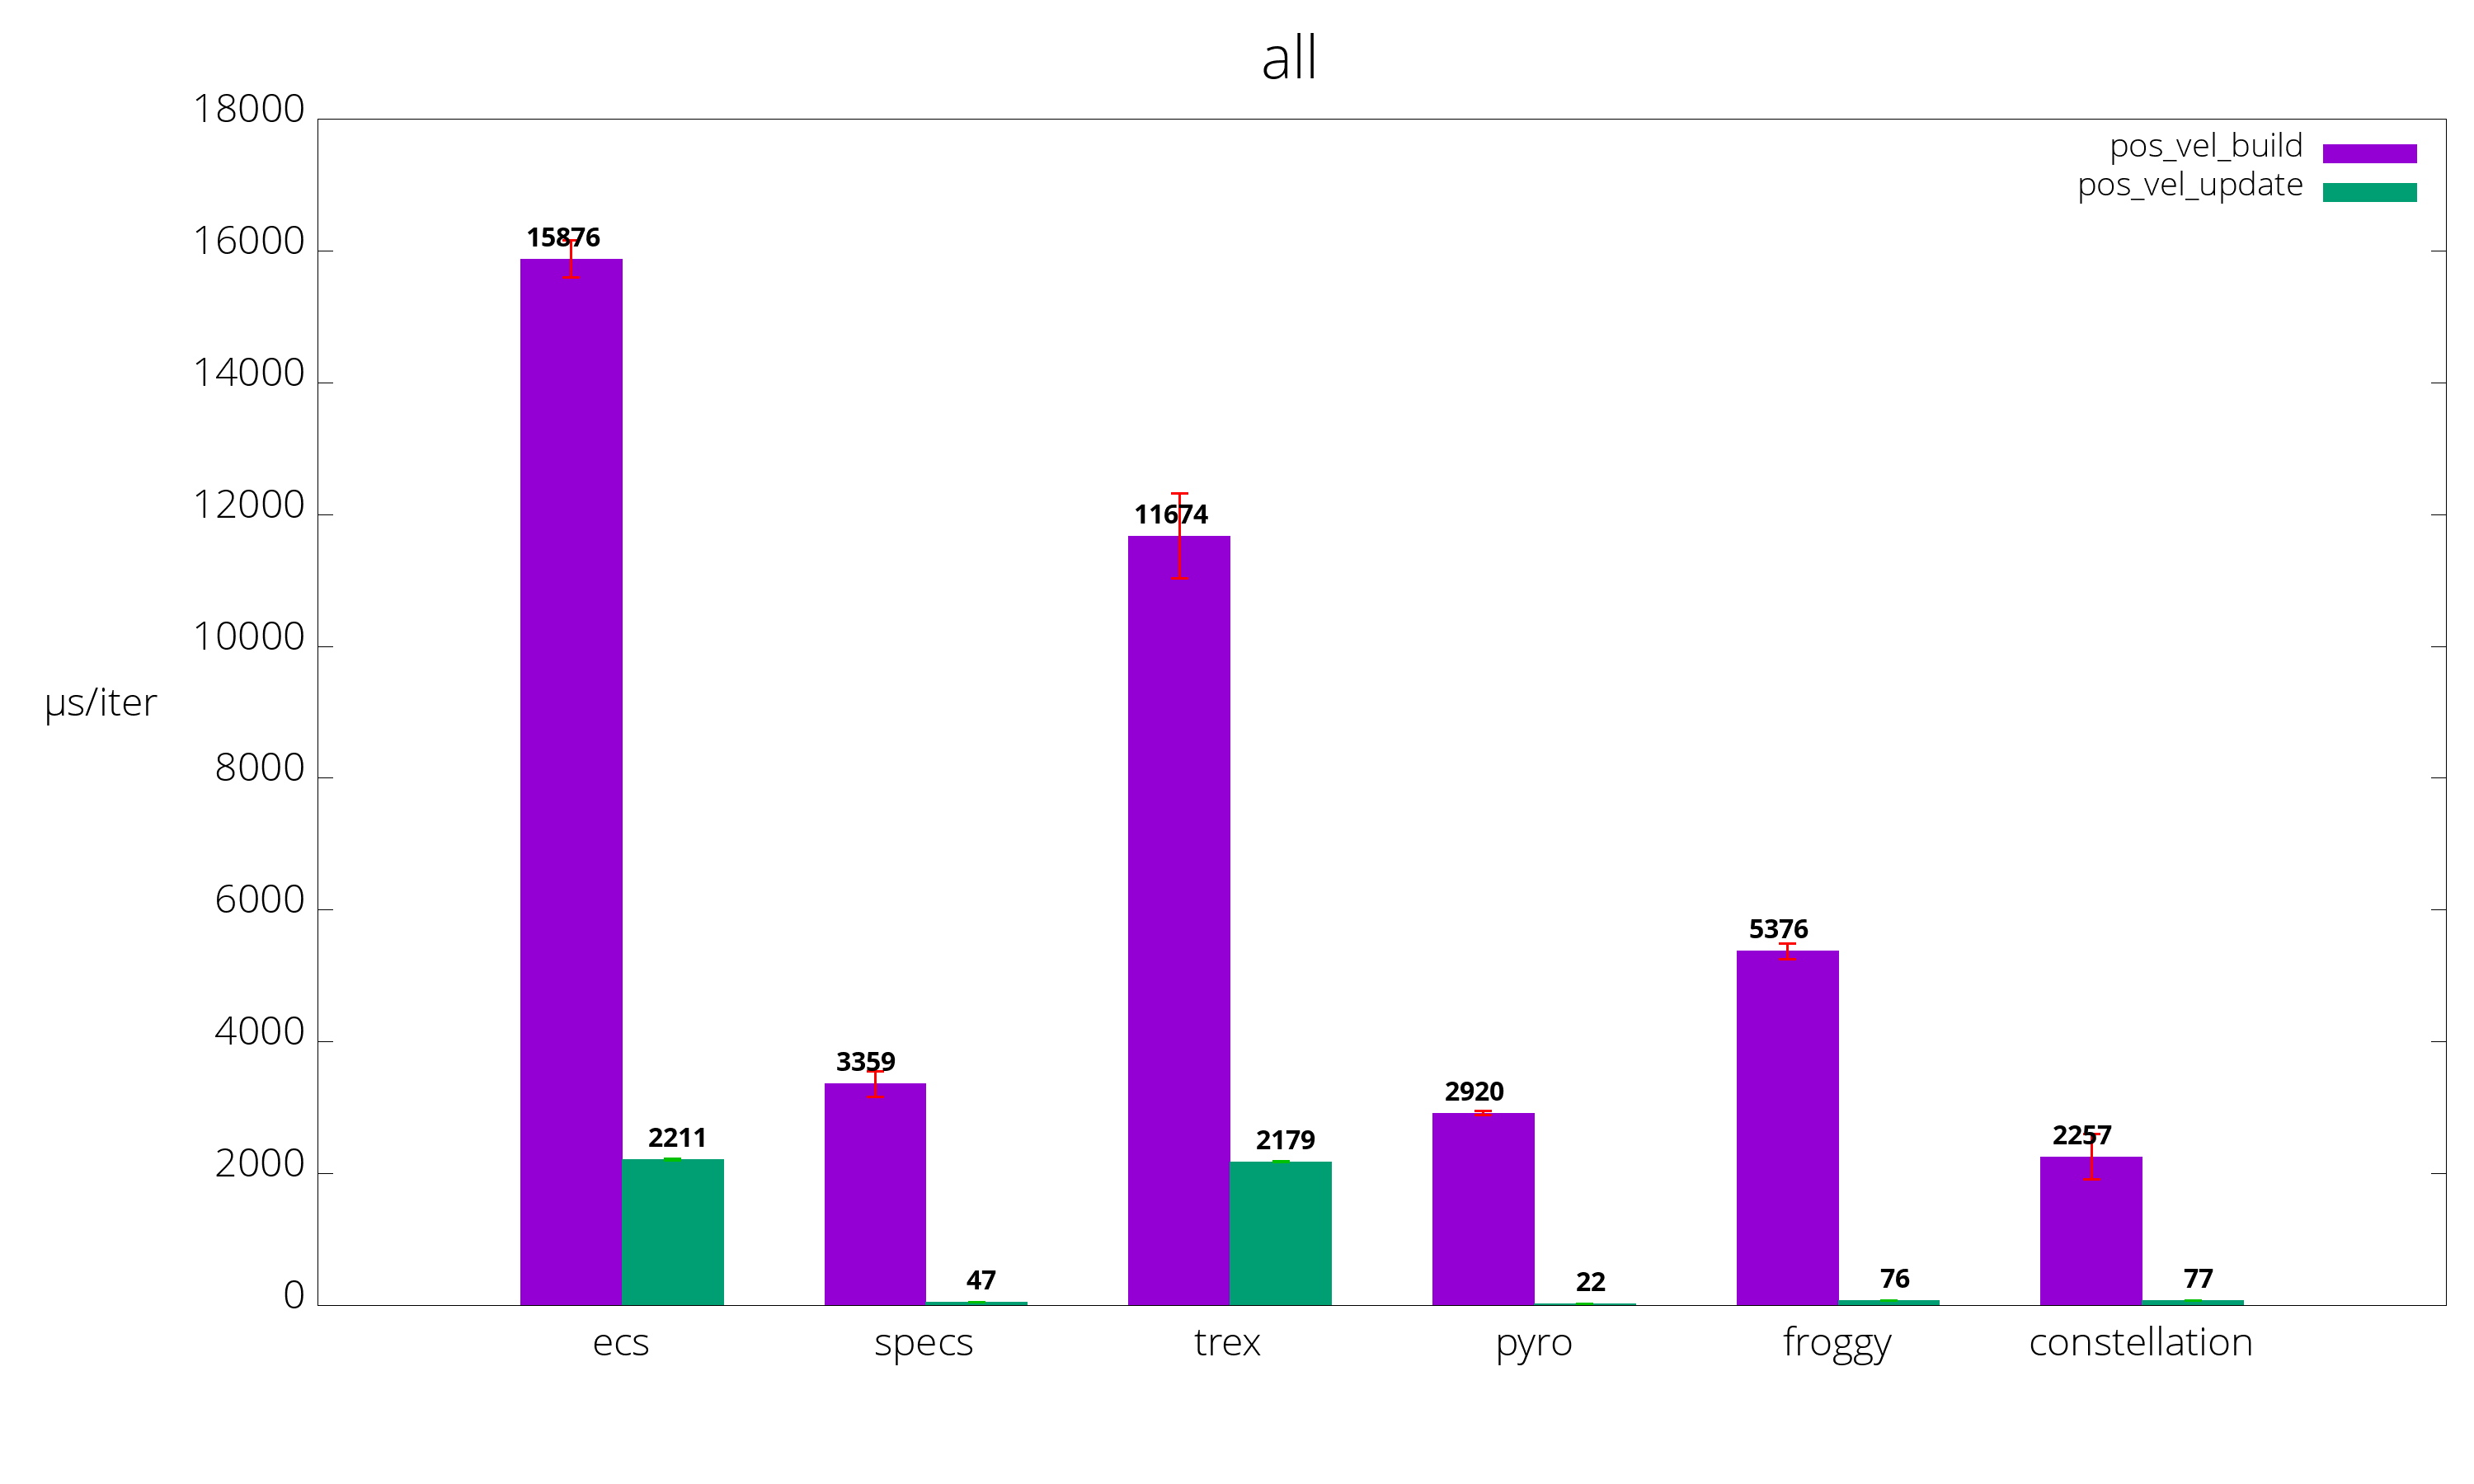 all
18000
16000
14000
12000
10000
8000
6000
4000
2000
0
µs/iter
pos_vel_build
pos_vel_update
15876
2211
3359
47
11674
2179
2920
22
5376
76
2257
77
ecs
specs
trex
pyro
froggy
constellation